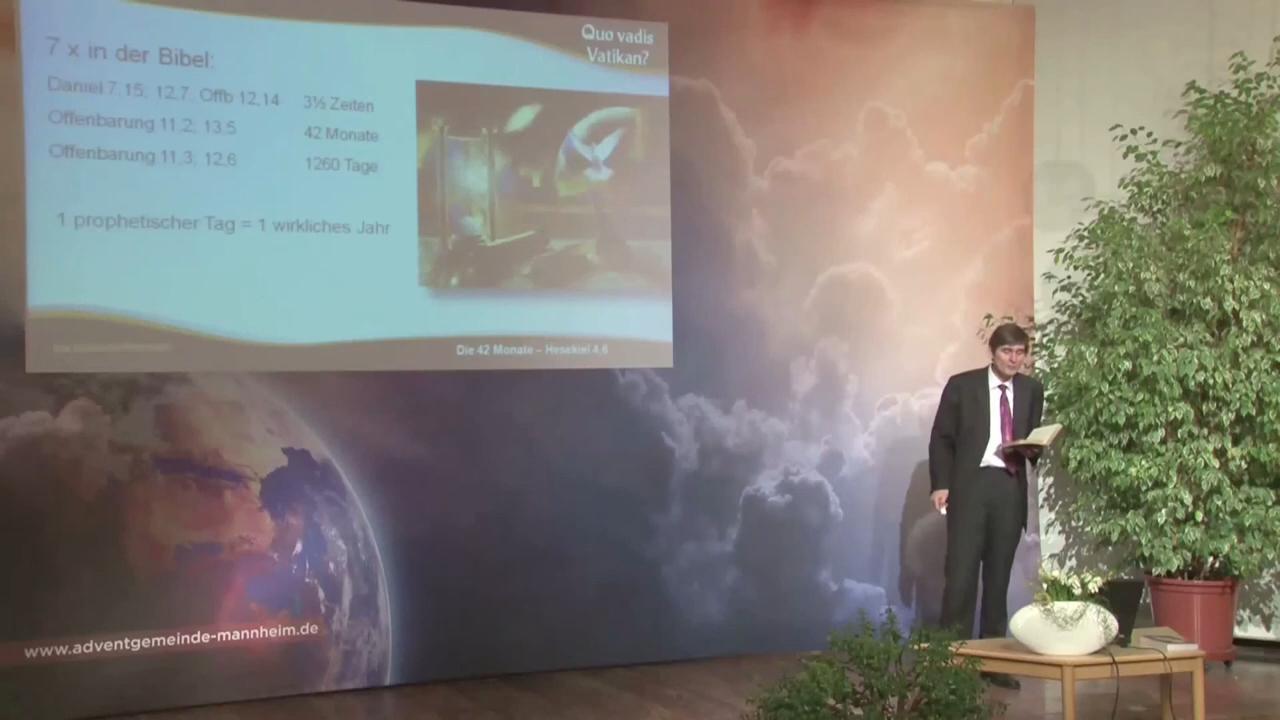 Quo vadis
Vatikan?
7 x in der Bibel:
Daniel 7,15; 12,7; Offb 12,14 3½ Zeiten
Offenbarung 11,2; 13,5 42 Monate
Offenbarung 11,3; 12,6 1260 Tage
1 prophetischer Tag = 1 wirkliches Jahr
Die 42 Monate – Hesekiel 4,6
www.adventgemeinde-mannheim.de